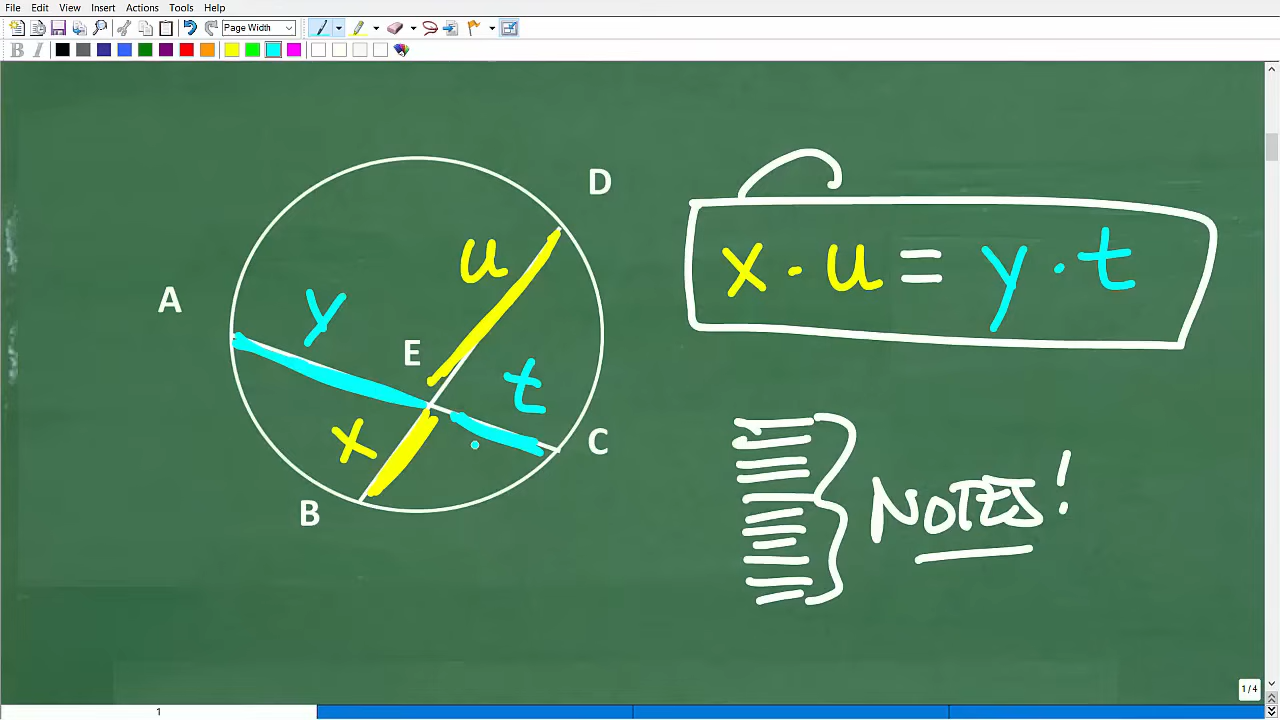 File Edit View Insert Actions Tools Help
Page Width
B I
D
u
x · u = y · t
A
y
E
t
x
C
B
NOTES!
1/4
1